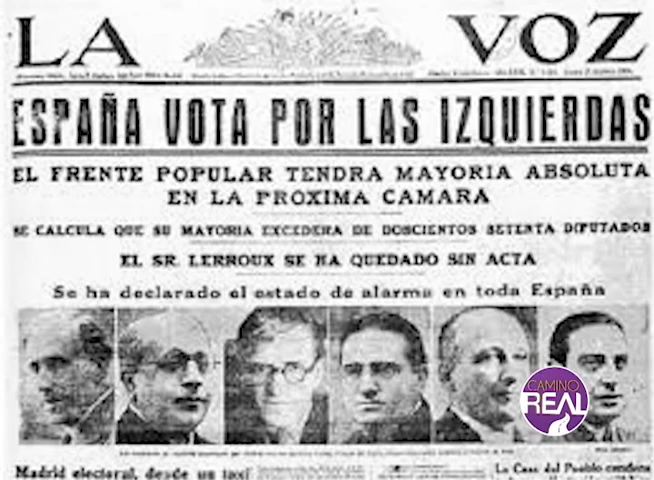 LA VOZ
ESPAÑA VOTA POR LAS IZQUIERDAS
EL FRENTE POPULAR TENDRA MAYORIA ABSOLUTA
EN LA PROXIMA CAMARA
SE CALCULA QUE SU MAYORIA EXCEDERA DE DOSCIENTOS SETENTA DIPUTADOS
EL SR. LERROUX SE HA QUEDADO SIN ACTA
Se ha declarado el estado de alarma en toda España
CAMINO
REAL
Madrid electoral, desde un taxi
La Casa del Pueblo